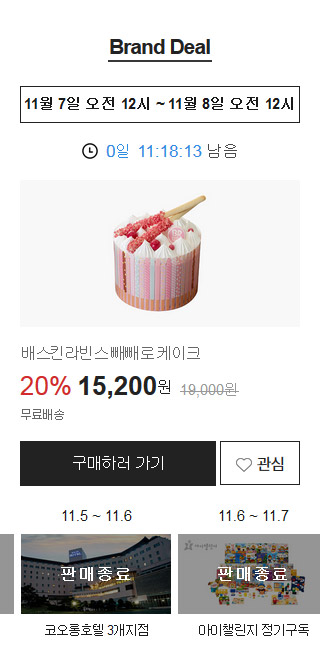 Brand Deal
11월 7일 오전 12시 ~ 11월 8일 오전 12시
0일 11:18:13 남음
배스킨라빈스 빼빼로 케이크
20% 15,200원 19,000원
무료배송
구매하러 가기
관심
11.5 ~ 11.6
11.6 ~ 11.7
판매종료
판매종료
코오롱호텔 3개지점
아이챌린지 정기구독